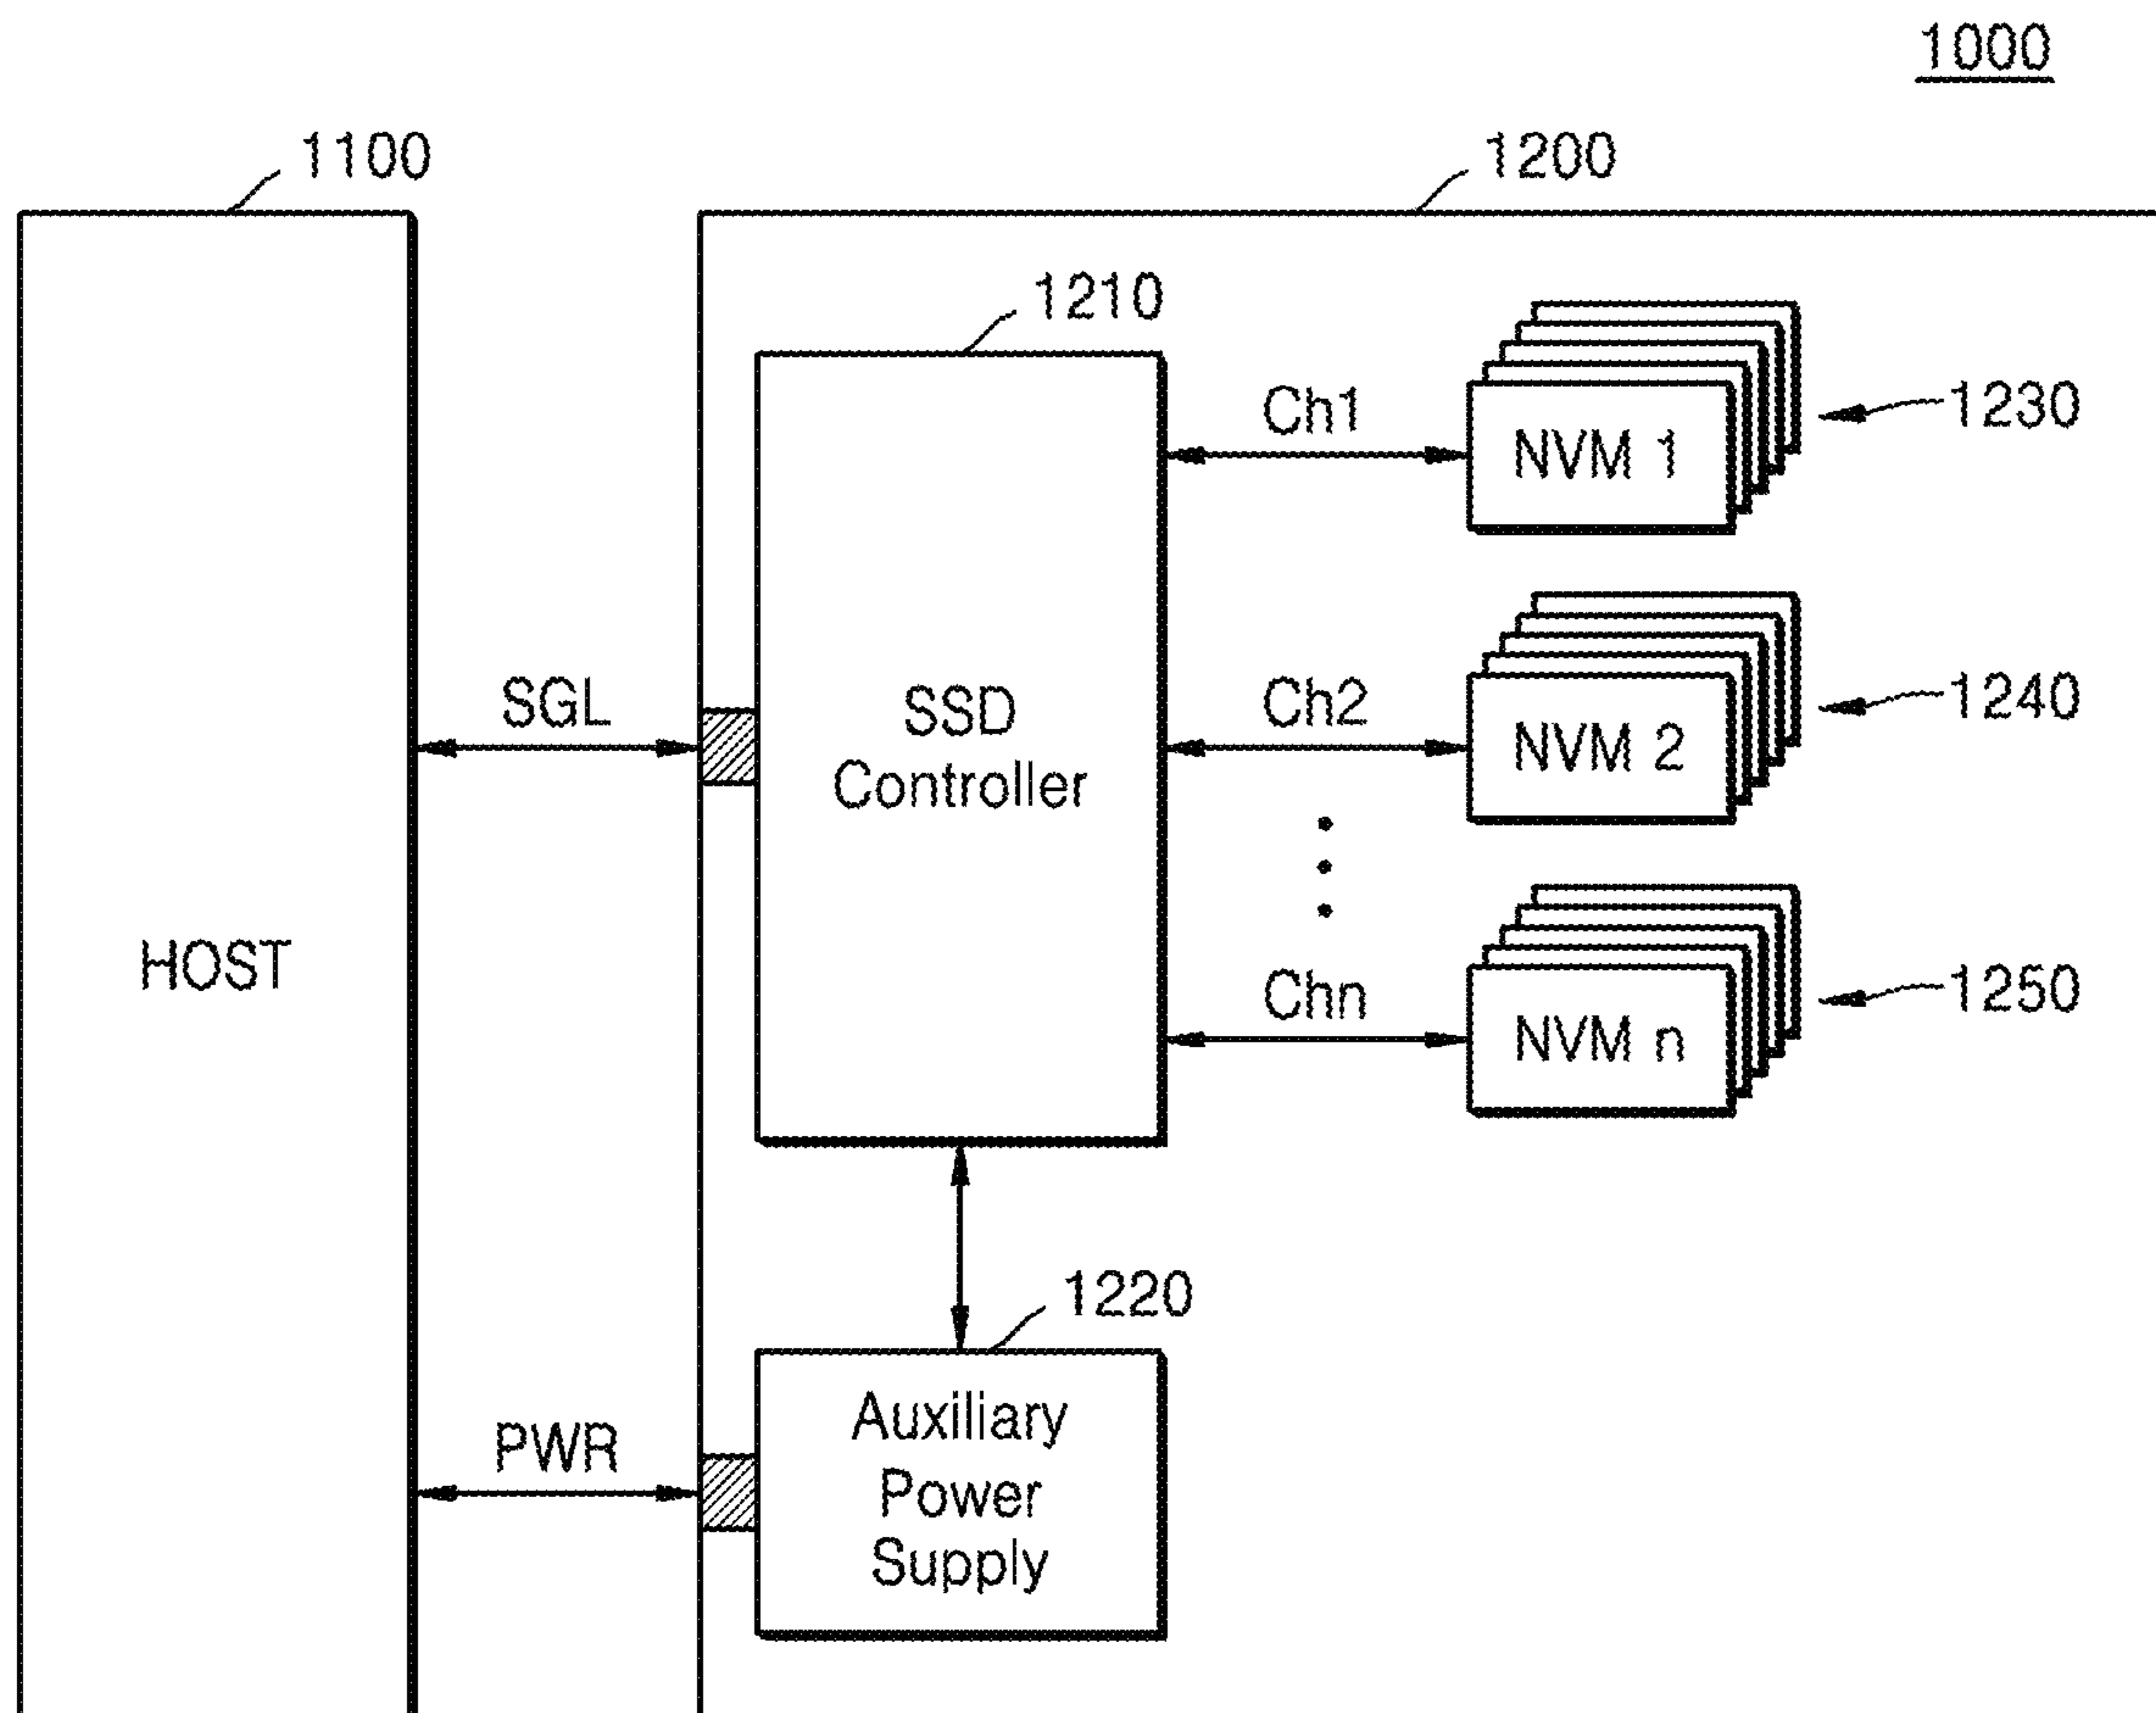 1000
1100
1200
1210
Ch1
NVM 1
1230
SGL
SSD
Controller
Ch2
NVM 2
1240
HOST
Chn
NVM n
1250
1220
PWR
Auxiliary
Power
Supply